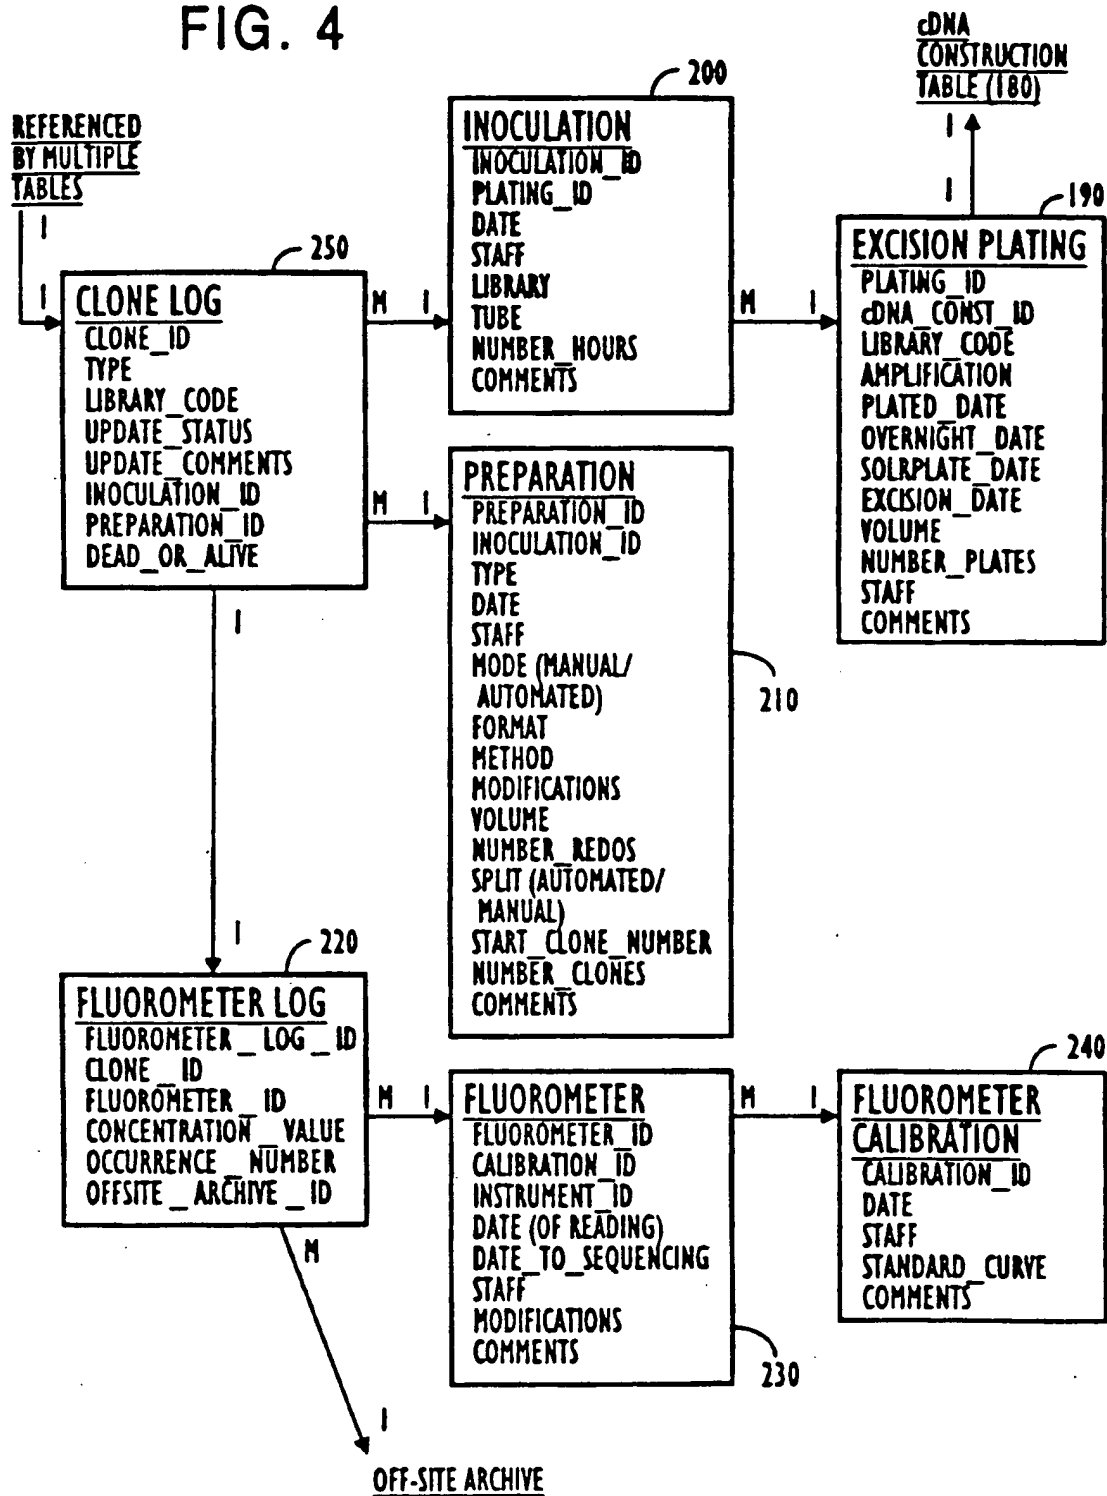 FIG. 4
cDNA
CONSTRUCTION
TABLE (180)
1
1
REFERENCED
BY MULTIPLE
TABLES
1
1
250
CLONE LOG
CLONE_ID
TYPE
LIBRARY_CODE
UPDATE_STATUS
UPDATE_COMMENTS
INOCULATION_ID
PREPARATION_ID
DEAD_OR_ALIVE
M 1
M 1
1
1
200
INOCULATION
INOCULATION_ID
PLATING_ID
DATE
STAFF
LIBRARY
TUBE
NUMBER_HOURS
COMMENTS
M 1
190
EXCISION PLATING
PLATING_ID
cDNA_CONST_ID
LIBRARY_CODE
AMPLIFICATION
PLATED_DATE
OVERNIGHT_DATE
SOLRPLATE_DATE
EXCISION_DATE
VOLUME
NUMBER_PLATES
STAFF
COMMENTS
PREPARATION
PREPARATION_ID
INOCULATION_ID
TYPE
DATE
STAFF
MODE (MANUAL/
AUTOMATED)
FORMAT
METHOD
MODIFICATIONS
VOLUME
NUMBER_REDOS
SPLIT (AUTOMATED/
MANUAL)
START_CLONE_NUMBER
NUMBER_CLONES
COMMENTS
210
220
FLUOROMETER LOG
FLUOROMETER_LOG_ID
CLONE_ID
FLUOROMETER_ID
CONCENTRATION_VALUE
OCCURRENCE_NUMBER
OFFSITE_ARCHIVE_ID
M 1
M
1
OFF-SITE ARCHIVE
FLUOROMETER
FLUOROMETER_ID
CALIBRATION_ID
INSTRUMENT_ID
DATE (OF READING)
DATE_TO_SEQUENCING
STAFF
MODIFICATIONS
COMMENTS
230
M 1
240
FLUOROMETER
CALIBRATION
CALIBRATION_ID
DATE
STAFF
STANDARD_CURVE
COMMENTS